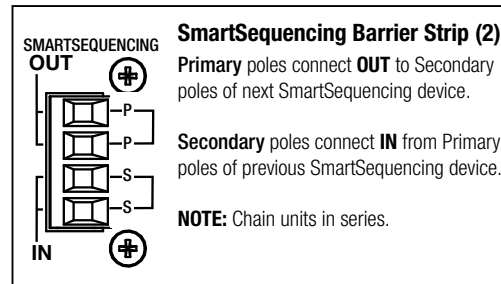 SMARTSEQUENCING
OUT
P
P
S
S
IN
SmartSequencing Barrier Strip (2)
Primary poles connect OUT to Secondary
poles of next SmartSequencing device.
Secondary poles connect IN from Primary
poles of previous SmartSequencing device.
NOTE: Chain units in series.